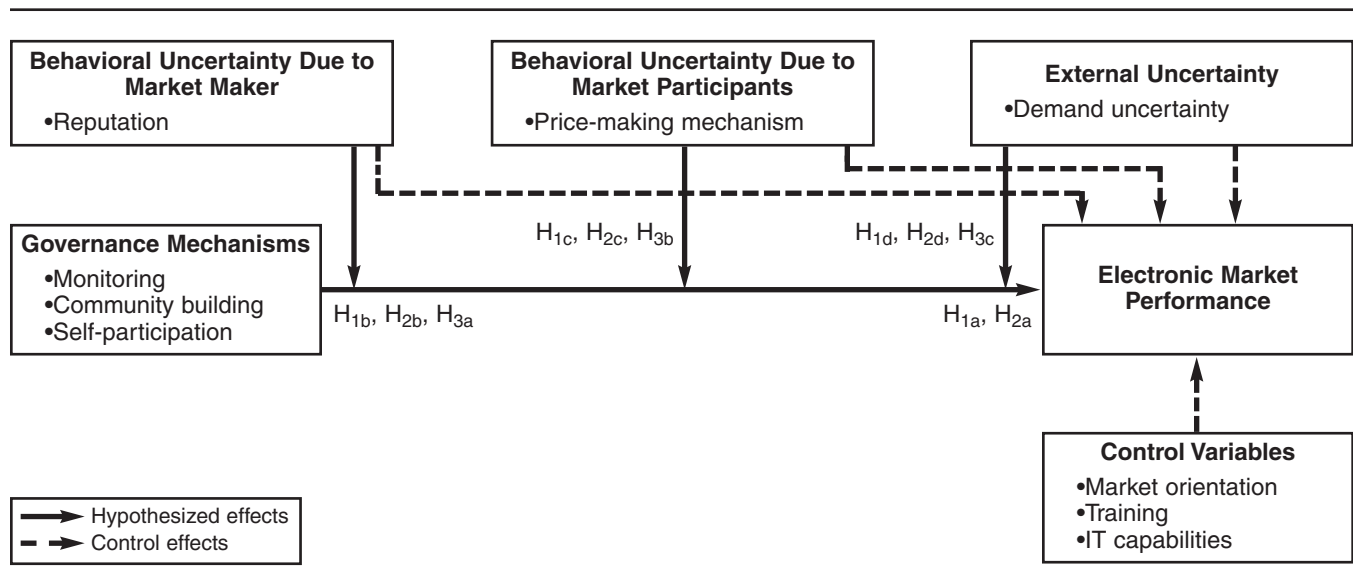 Behavioral Uncertainty Due to
Market Maker
•Reputation
Behavioral Uncertainty Due to
Market Participants
•Price-making mechanism
External Uncertainty
•Demand uncertainty
Governance Mechanisms
•Monitoring
•Community building
•Self-participation
H1c, H2c, H3b
H1d, H2d, H3c
H1b, H2b, H3a
H1a, H2a
Electronic Market
Performance
Control Variables
•Market orientation
•Training
•IT capabilities
Hypothesized effects
Control effects